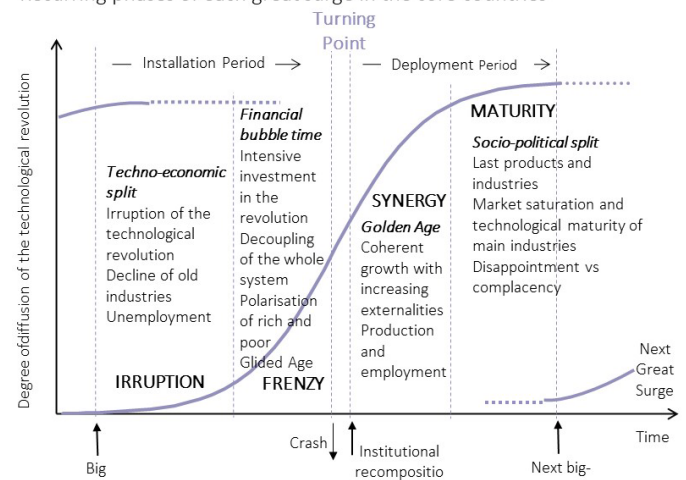 Turning
Point
Installation Period
Deployment Period
Degree ofdiffusion of the technological revolution
Techno-economic
split
Irruption of the
technological
revolution
Decline of old
industries
Unemployment
IRRUPTION
Financial
bubble time
Intensive
investment
in the
revolution
Decoupling
of the whole
system
Polarisation
of rich and
poor
Glided Age
FRENZY
SYNERGY
Golden Age
Coherent
growth with
increasing
externalities
Production
and
employment
MATURITY
Socio-political split
Last products and
industries
Market saturation and
technological maturity of
main industries
Disappointment vs
complacency
Next
Great
Surge
Time
Big
Crash
Institutional
recompositio
Next big-